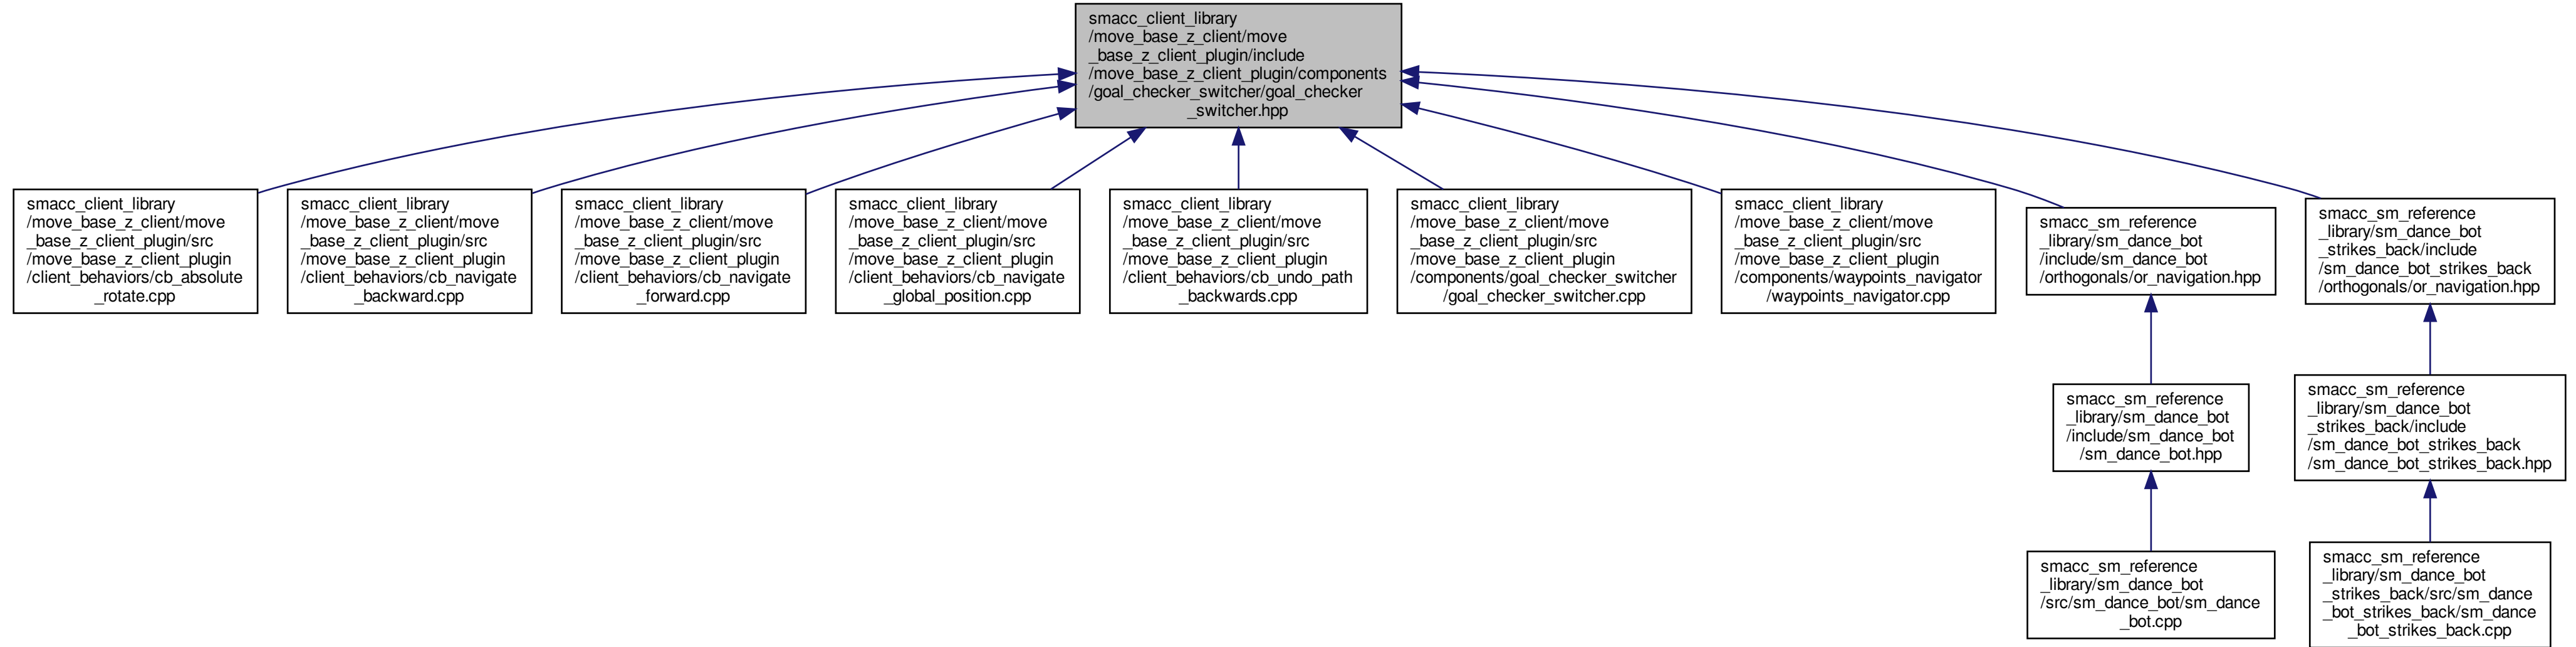 smacc_client_library
/move_base_z_client/move
_base_z_client_plugin/include
/move_base_z_client_plugin/components
/goal_checker_switcher/goal_checker
_switcher.hpp
smacc_client_library
/move_base_z_client/move
_base_z_client_plugin/src
/move_base_z_client_plugin
/client_behaviors/cb_absolute
_rotate.cpp
smacc_client_library
/move_base_z_client/move
_base_z_client_plugin/src
/move_base_z_client_plugin
/client_behaviors/cb_navigate
_backward.cpp
smacc_client_library
/move_base_z_client/move
_base_z_client_plugin/src
/move_base_z_client_plugin
/client_behaviors/cb_navigate
_forward.cpp
smacc_client_library
/move_base_z_client/move
_base_z_client_plugin/src
/move_base_z_client_plugin
/client_behaviors/cb_navigate
_global_position.cpp
smacc_client_library
/move_base_z_client/move
_base_z_client_plugin/src
/move_base_z_client_plugin
/client_behaviors/cb_undo_path
_backwards.cpp
smacc_client_library
/move_base_z_client/move
_base_z_client_plugin/src
/move_base_z_client_plugin
/components/goal_checker_switcher
/goal_checker_switcher.cpp
smacc_client_library
/move_base_z_client/move
_base_z_client_plugin/src
/move_base_z_client_plugin
/components/waypoints_navigator
/waypoints_navigator.cpp
smacc_sm_reference
_library/sm_dance_bot
/include/sm_dance_bot
/orthogonals/or_navigation.hpp
smacc_sm_reference
_library/sm_dance_bot
_strikes_back/include
/sm_dance_bot_strikes_back
/orthogonals/or_navigation.hpp
smacc_sm_reference
_library/sm_dance_bot
/include/sm_dance_bot
/sm_dance_bot.hpp
smacc_sm_reference
_library/sm_dance_bot
_strikes_back/include
/sm_dance_bot_strikes_back
/sm_dance_bot_strikes_back.hpp
smacc_sm_reference
_library/sm_dance_bot
/src/sm_dance_bot/sm_dance
_bot.cpp
smacc_sm_reference
_library/sm_dance_bot
_strikes_back/src/sm_dance
_bot_strikes_back/sm_dance
_bot_strikes_back.cpp